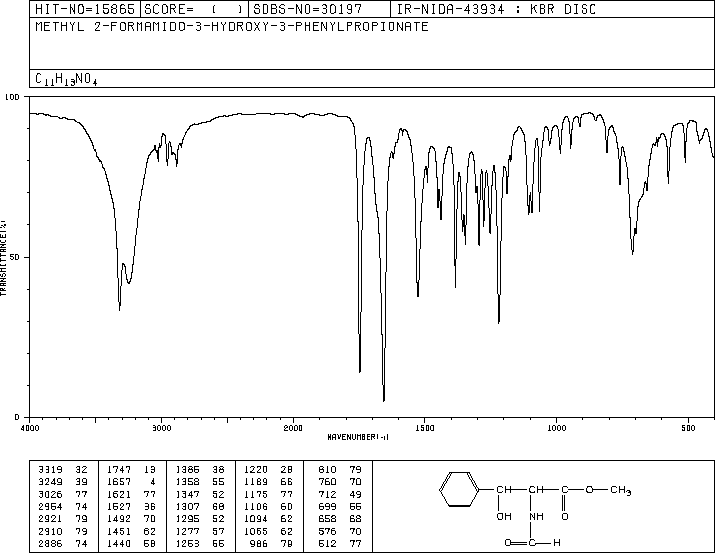 HIT-NO=15865 SCORE= ( ) SDBS-NO=30197 IR-NIDA-43934 : KBR DISC
METHYL 2-FORMAMIDO-3-HYDROXY-3-PHENYLPROPIONATE
C11H13NO4
100
50
0
TRANSMITTANCE(%)
4000 3000 2000 1500 1000 500
WAVENUMBER(-1)
3319 32 1747 13 1386 38 1220 28 810 79
3249 39 1657 4 1358 55 1189 66 760 70
3026 77 1621 77 1347 52 1175 77 712 49
2954 74 1527 36 1307 68 1106 60 699 55
2921 79 1492 70 1295 52 1094 62 658 68
2910 79 1451 62 1277 57 1065 62 576 70
2886 74 1440 58 1253 55 986 79 512 77
CH CH C O CH3
OH NH O
O C H